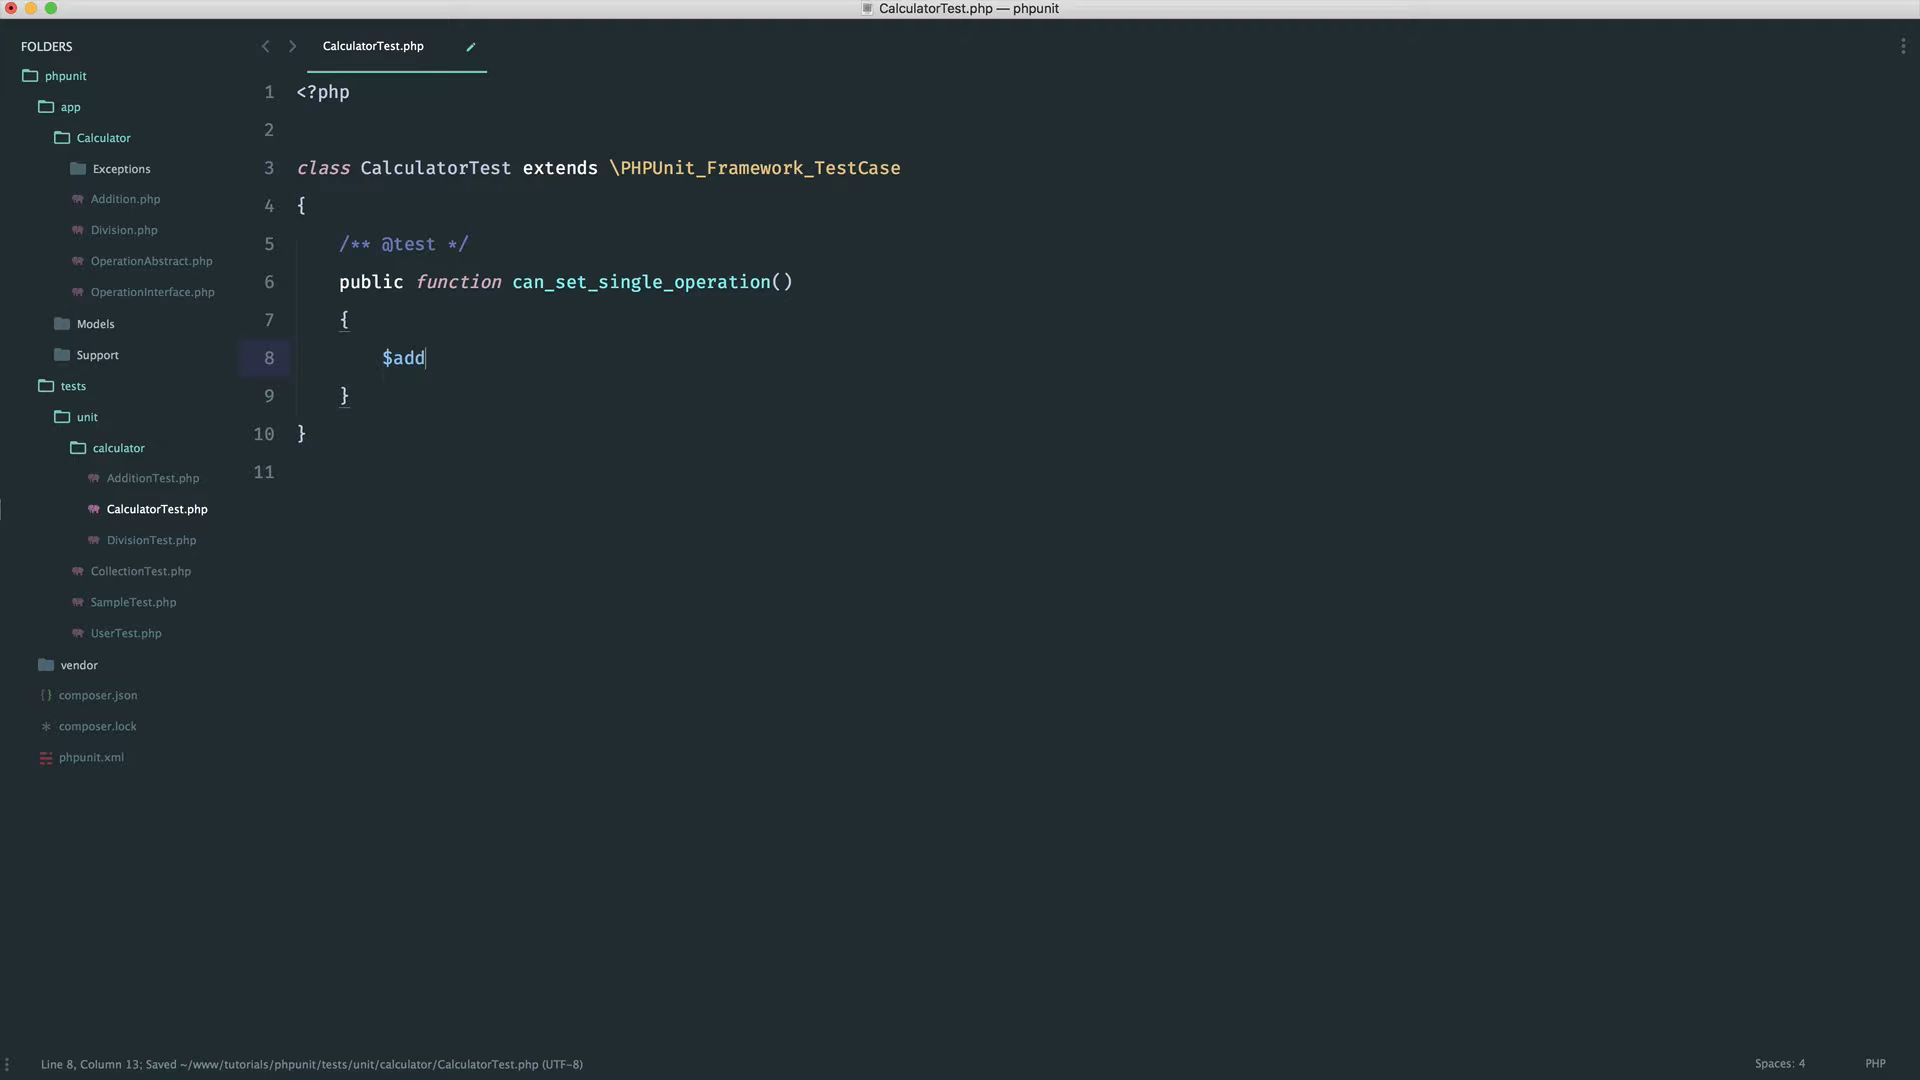 CalculatorTest.php — phpunit
FOLDERS
phpunit
app
Calculator
Exceptions
Addition.php
Division.php
OperationAbstract.php
OperationInterface.php
Models
Support
tests
unit
calculator
AdditionTest.php
CalculatorTest.php
DivisionTest.php
CollectionTest.php
SampleTest.php
UserTest.php
vendor
composer.json
composer.lock
phpunit.xml
CalculatorTest.php
1 <?php
2
3 class CalculatorTest extends \PHPUnit_Framework_TestCase
4 {
5 /** @test */
6 public function can_set_single_operation()
7 {
8 $add
9 }
10 }
11
Line 8, Column 13; Saved ~/www/tutorials/phpunit/tests/unit/calculator/CalculatorTest.php (UTF-8)
Spaces: 4
PHP